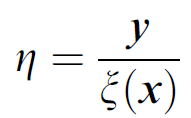 η = y / ξ(x)